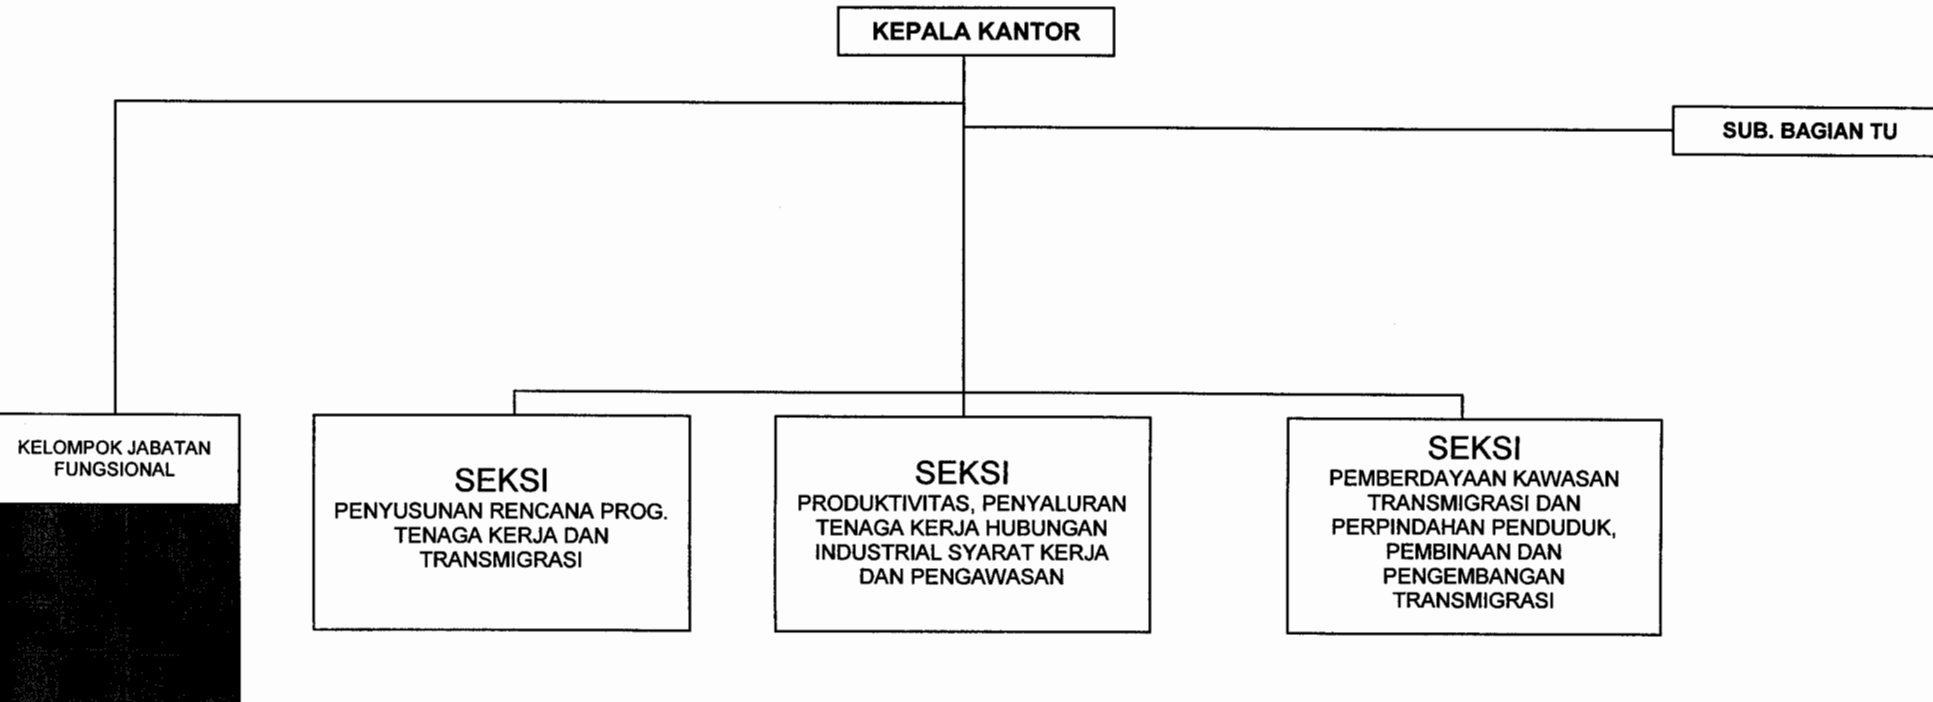 KEPALA KANTOR
SUB. BAGIAN TU
KELOMPOK JABATAN
FUNGSIONAL
SEKSI
PENYUSUNAN RENCANA PROG.
TENAGA KERJA DAN
TRANSMIGRASI
SEKSI
PRODUKTIVITAS, PENYALURAN
TENAGA KERJA HUBUNGAN
INDUSTRIAL SYARAT KERJA
DAN PENGAWASAN
SEKSI
PEMBERDAYAAN KAWASAN
TRANSMIGRASI DAN
PERPINDAHAN PENDUDUK,
PEMBINAAN DAN
PENGEMBANGAN
TRANSMIGRASI